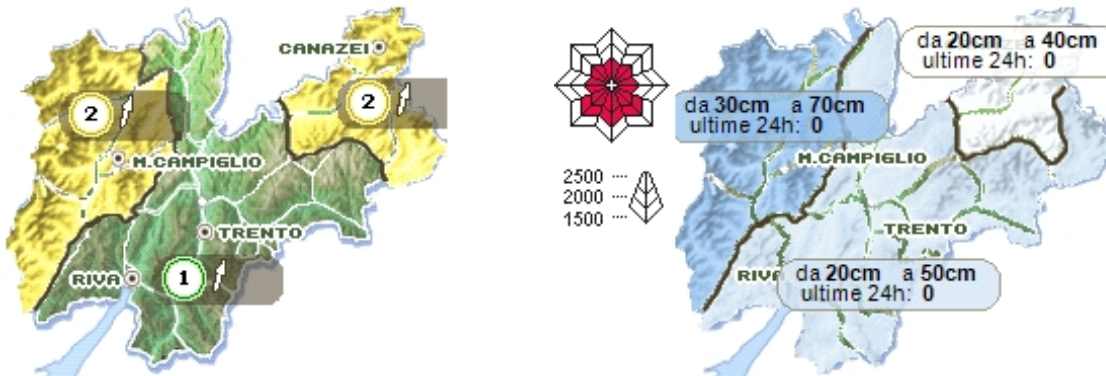 CANAZEI
2
2
M.CAMPIGLIO
TRENTO
RIVA
1
2500
2000
1500
da 20cm a 40cm
ultime 24h: 0
da 30cm a 70cm
ultime 24h: 0
M.CAMPIGLIO
TRENTO
RIVA
da 20cm a 50cm
ultime 24h: 0